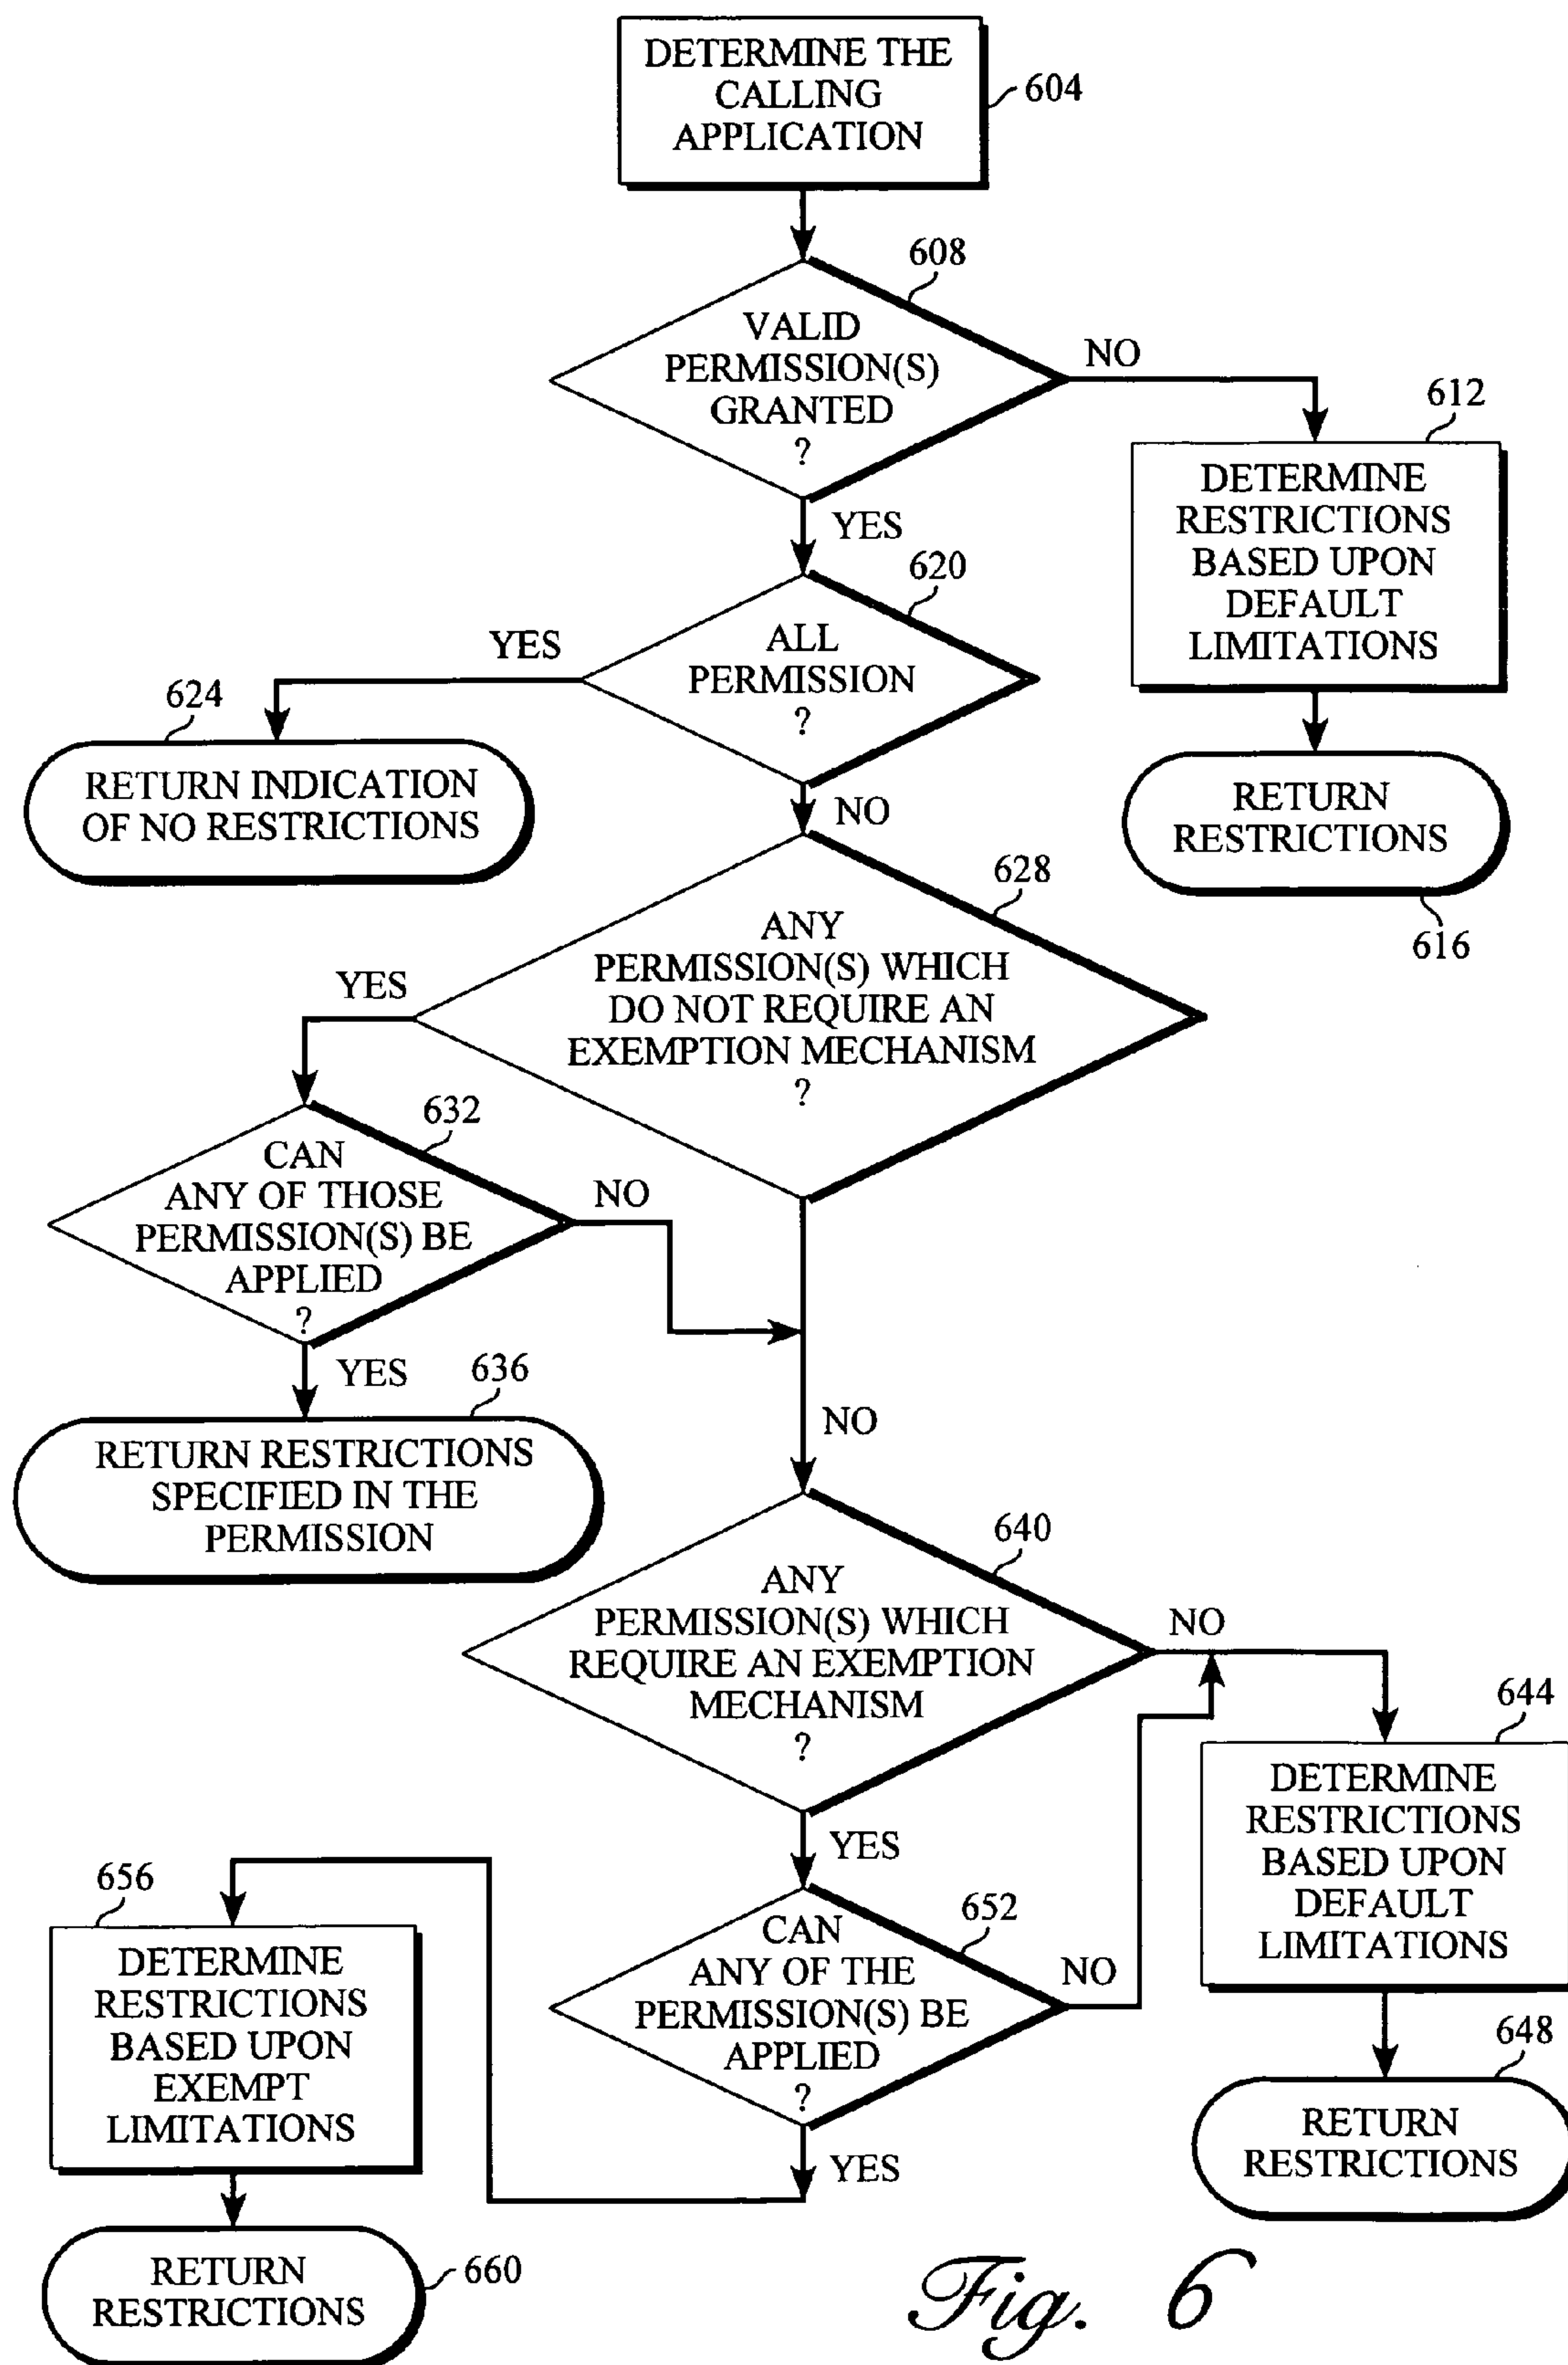 DETERMINE THE
CALLING
APPLICATION
604
608
VALID
PERMISSION(S)
GRANTED
?
NO
612
DETERMINE
RESTRICTIONS
BASED UPON
DEFAULT
LIMITATIONS
YES
620
ALL
PERMISSION
?
YES
624
RETURN INDICATION
OF NO RESTRICTIONS
NO
RETURN
RESTRICTIONS
616
628
ANY
PERMISSION(S) WHICH
DO NOT REQUIRE AN
EXEMPTION MECHANISM
?
YES
632
CAN
ANY OF THOSE
PERMISSION(S) BE
APPLIED
?
NO
YES
636
RETURN RESTRICTIONS
SPECIFIED IN THE
PERMISSION
NO
640
ANY
PERMISSION(S) WHICH
REQUIRE AN EXEMPTION
MECHANISM
?
NO
644
DETERMINE
RESTRICTIONS
BASED UPON
DEFAULT
LIMITATIONS
YES
652
CAN
ANY OF THE
PERMISSION(S) BE
APPLIED
?
NO
648
RETURN
RESTRICTIONS
YES
656
DETERMINE
RESTRICTIONS
BASED UPON
EXEMPT
LIMITATIONS
RETURN
RESTRICTIONS
660
Fig. 6